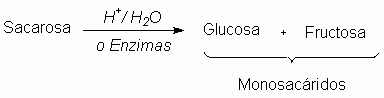 Sacarosa H⁺/H₂O Glucosa + Fructosa
o Enzimas
Monosacáridos